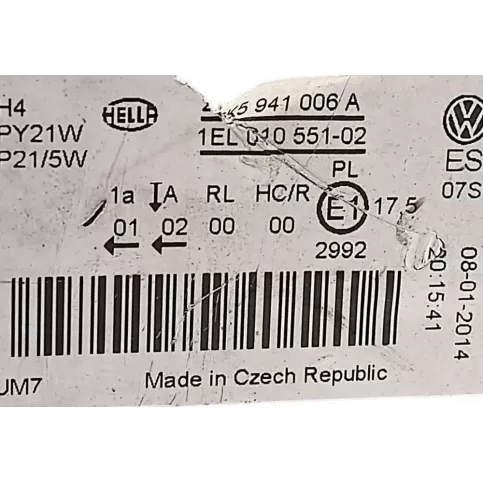 H4
HELLA
5 941 006 A
PY21W
1EL 010 551-02
P21/5W
PL
ES
1a A RL HC/R E1 17,5
07S
01 02 00 00
2992
20:15:41
08-01-2014
UM7
Made in Czech Republic